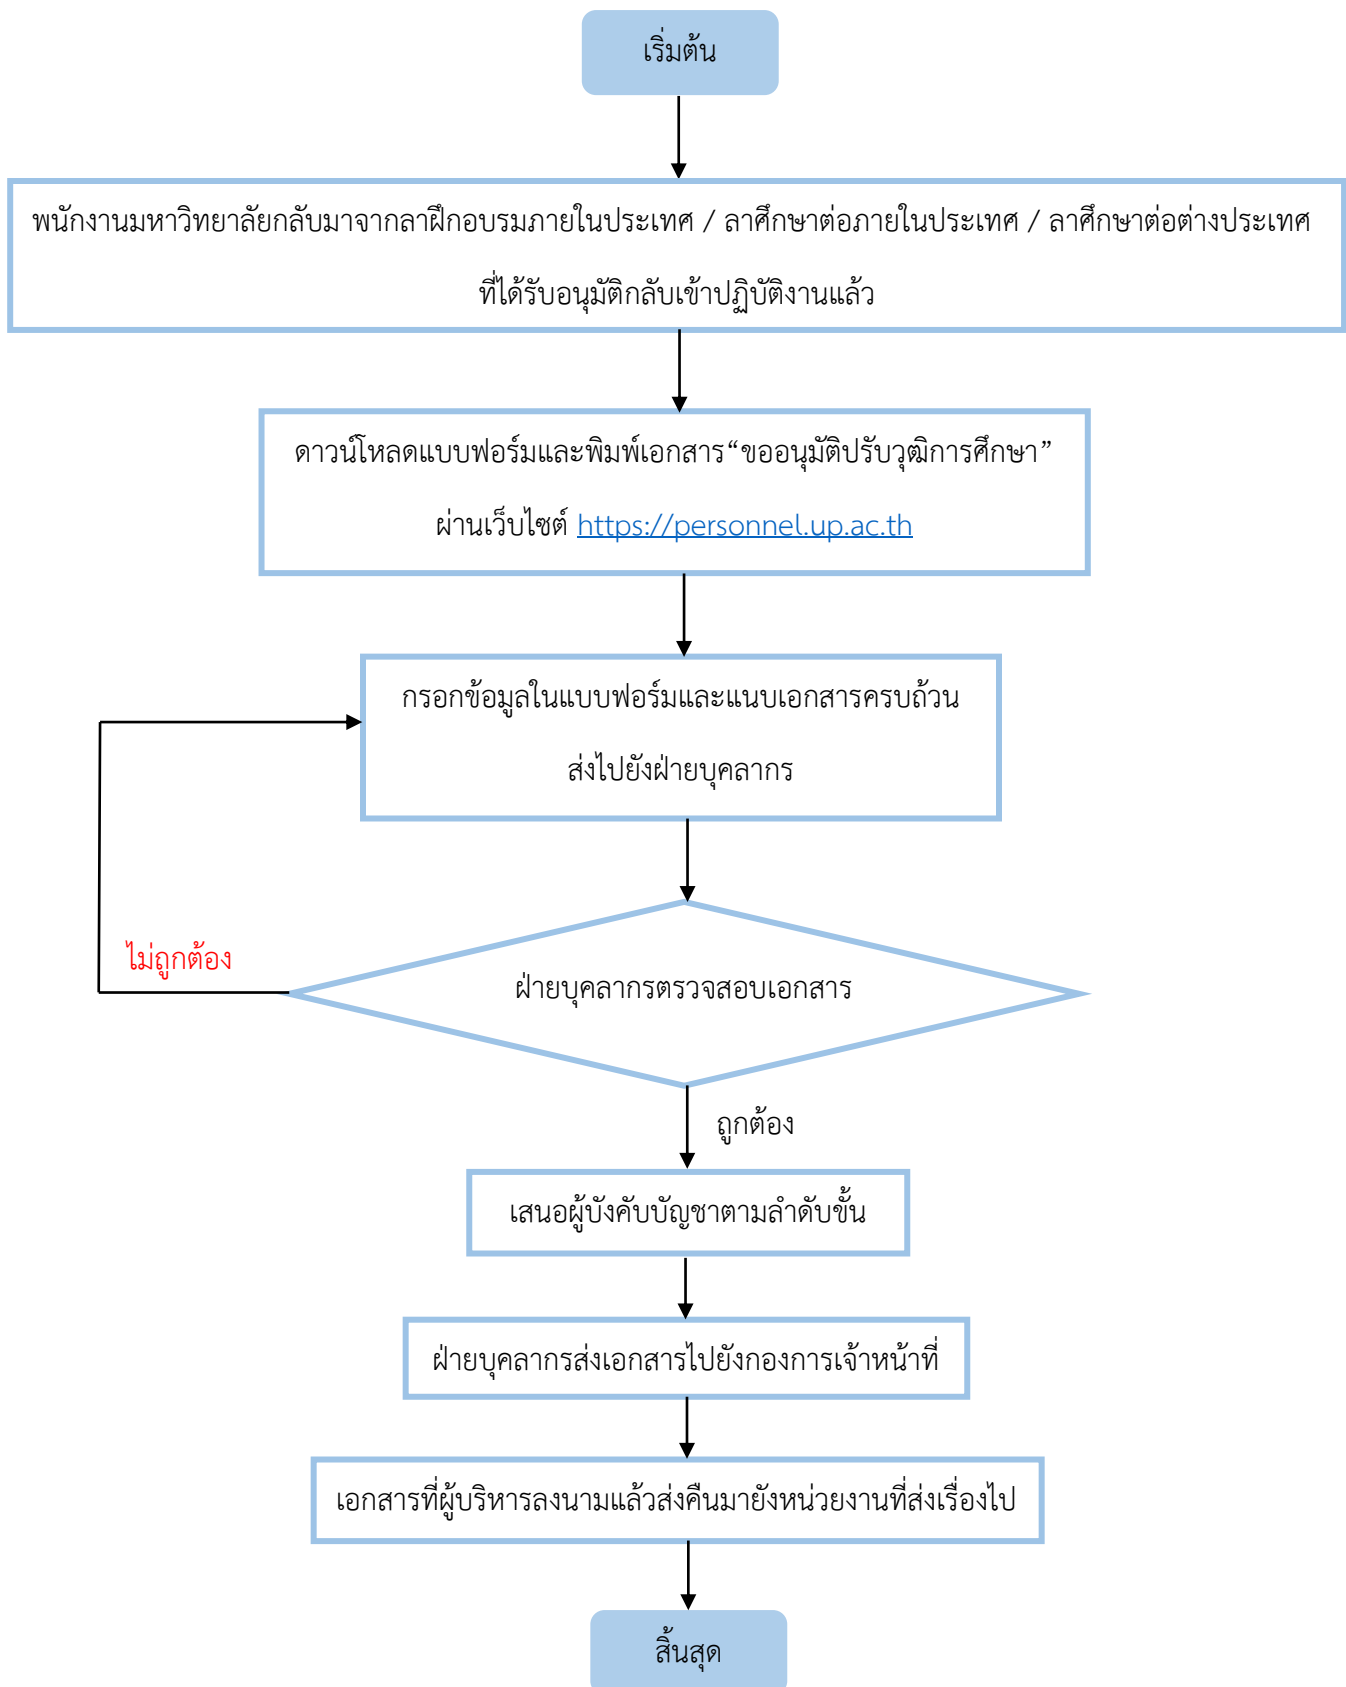 เริ่มต้น
พนักงานมหาวิทยาลัยกลับมาจากลาฝึกอบรมภายในประเทศ / ลาศึกษาต่อภายในประเทศ / ลาศึกษาต่อต่างประเทศ
ที่ได้รับอนุมัติกลับเข้าปฏิบัติงานแล้ว
ดาวน์โหลดแบบฟอร์มและพิมพ์เอกสาร“ขออนุมัติปรับวุฒิการศึกษา”
ผ่านเว็บไซต์ https://personnel.up.ac.th
กรอกข้อมูลในแบบฟอร์มและแนบเอกสารครบถ้วน
ส่งไปยังฝ่ายบุคลากร
ไม่ถูกต้อง
ฝ่ายบุคลากรตรวจสอบเอกสาร
ถูกต้อง
เสนอผู้บังคับบัญชาตามลำดับขั้น
ฝ่ายบุคลากรส่งเอกสารไปยังกองการเจ้าหน้าที่
เอกสารที่ผู้บริหารลงนามแล้วส่งคืนมายังหน่วยงานที่ส่งเรื่องไป
สิ้นสุด